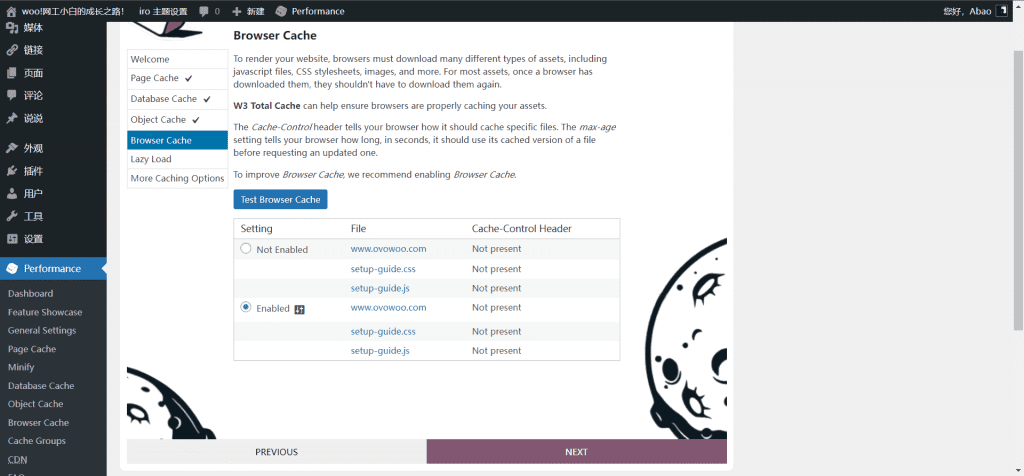 woo!网工小白的成长之路! iro 主题设置 0 新建 Performance 您好，Abao
媒体
链接
页面
评论
说说
外观
插件
用户
工具
设置
Performance
Dashboard
Feature Showcase
General Settings
Page Cache
Minify
Database Cache
Object Cache
Browser Cache
Cache Groups
CDN
Welcome
Page Cache
Database Cache
Object Cache
Browser Cache
Lazy Load
More Caching Options
Browser Cache
To render your website, browsers must download many different types of assets, including
javascript files, CSS stylesheets, images, and more. For most assets, once a browser has
downloaded them, they shouldn't have to download them again.
W3 Total Cache can help ensure browsers are properly caching your assets.
The Cache-Control header tells your browser how it should cache specific files. The max-age
setting tells your browser how long, in seconds, it should use its cached version of a file
before requesting an updated one.
To improve Browser Cache, we recommend enabling Browser Cache.
Test Browser Cache
Setting File Cache-Control Header
Not Enabled www.ovowoo.com Not present
setup-guide.css Not present
setup-guide.js Not present
Enabled www.ovowoo.com Not present
setup-guide.css Not present
setup-guide.js Not present
PREVIOUS NEXT